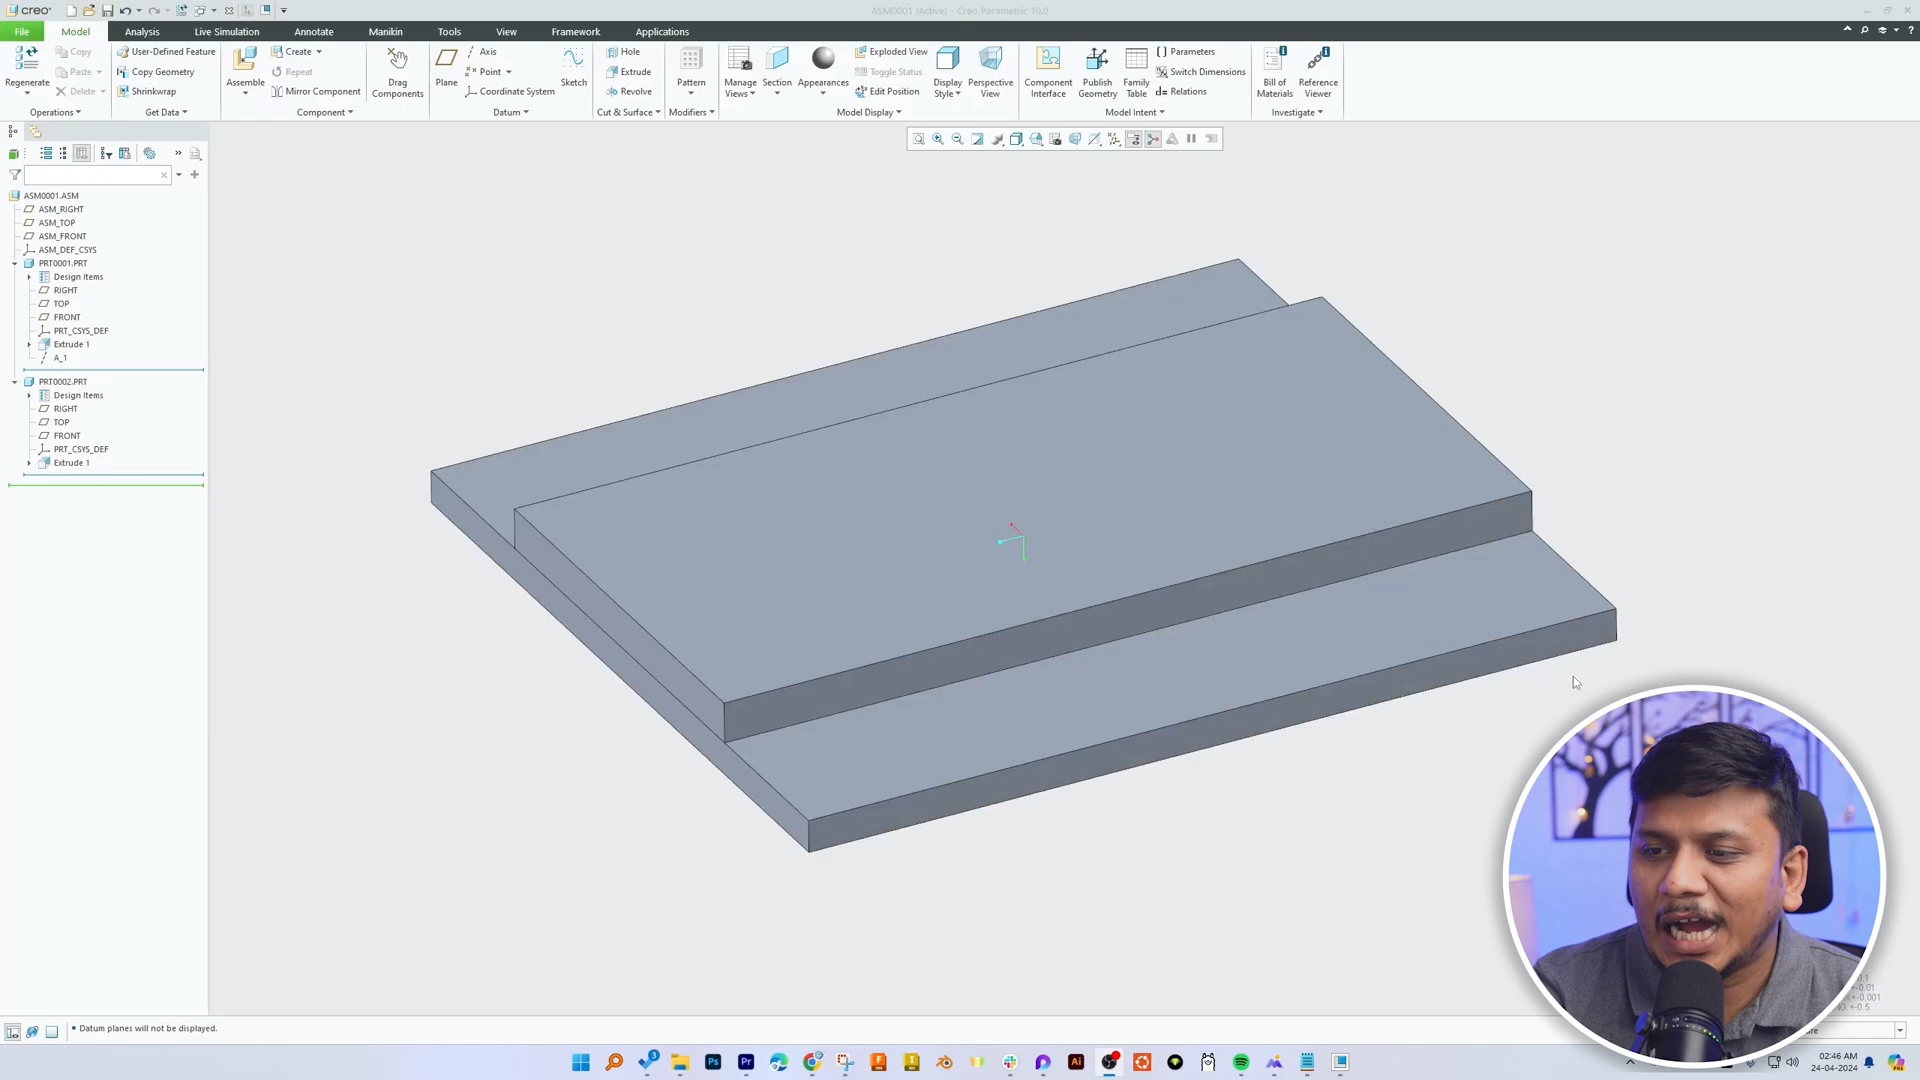 creo
ASM0001 (Active) - Creo Parametric 10.0
File Model Analysis Live Simulation Annotate Manikin Tools View Framework Applications
Regenerate
Copy
Paste
Delete
Operations
User-Defined Feature
Copy Geometry
Shrinkwrap
Get Data
Assemble
Create
Repeat
Mirror Component
Component
Drag
Components
Plane
Axis
Point
Coordinate System
Sketch
Datum
Hole
Extrude
Revolve
Cut & Surface
Pattern
Modifiers
Manage
Views
Section
Appearances
Exploded View
Toggle Status
Edit Position
Display
Style
Perspective
View
Model Display
Component
Interface
Publish
Geometry
Family
Table
Parameters
Switch Dimensions
Relations
Model Intent
Bill of
Materials
Reference
Viewer
Investigate
ASM0001.ASM
ASM_RIGHT
ASM_TOP
ASM_FRONT
ASM_DEF_CSYS
PRT0001.PRT
Design Items
RIGHT
TOP
FRONT
PRT_CSYS_DEF
Extrude 1
A_1
PRT0002.PRT
Design Items
RIGHT
TOP
FRONT
PRT_CSYS_DEF
Extrude 1
• Datum planes will not be displayed.
02:46 AM
24-04-2024